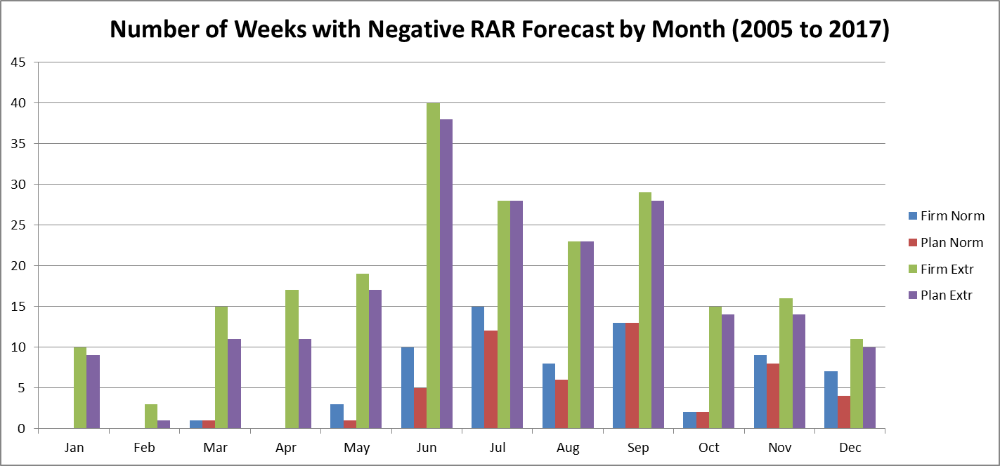 Number of Weeks with Negative RAR Forecast by Month (2005 to 2017)
45
40
35
30
25
20
15
10
5
0
Jan Feb Mar Apr May Jun Jul Aug Sep Oct Nov Dec
Firm Norm
Plan Norm
Firm Extr
Plan Extr